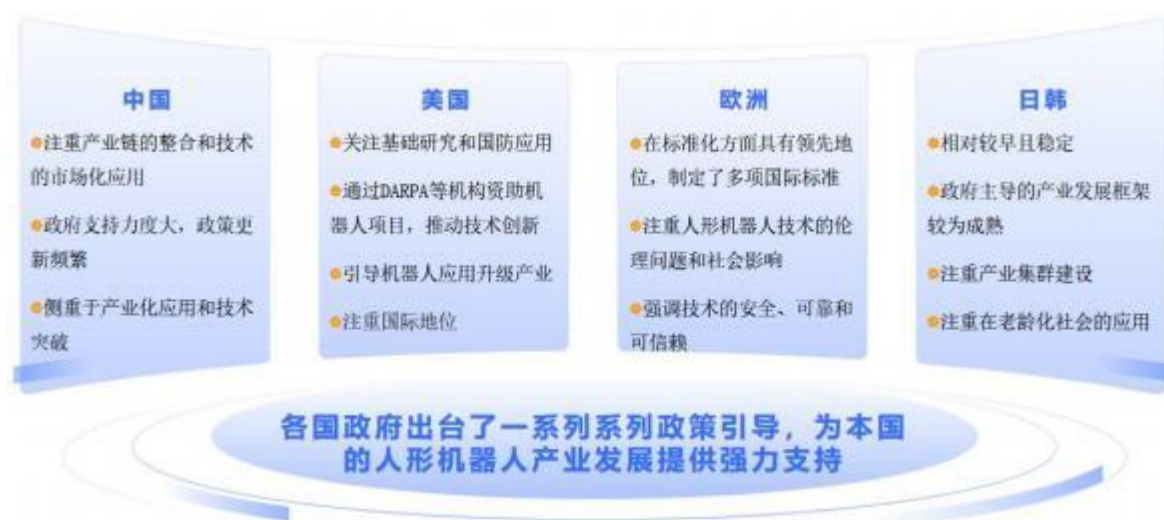 中国
●注重产业链的整合和技术
的市场化应用
●政府支持力度大，政策更
新频繁
●侧重于产业化应用和技术
突破
美国
●关注基础研究和国防应用
●通过DARPA等机构资助机
器人项目，推动技术创新
●引导机器人应用升级产业
●注重国际地位
欧洲
●在标准化方面具有领先地
位，制定了多项国际标准
●注重人形机器人技术的伦
理问题和社会影响
●强调技术的安全、可靠和
可信赖
日韩
●相对较早且稳定
●政府主导的产业发展框架
较为成熟
●注重产业集群建设
●注重在老龄化社会的应用
各国政府出台了一系列系列政策引导，为本国
的人形机器人产业发展提供强力支持